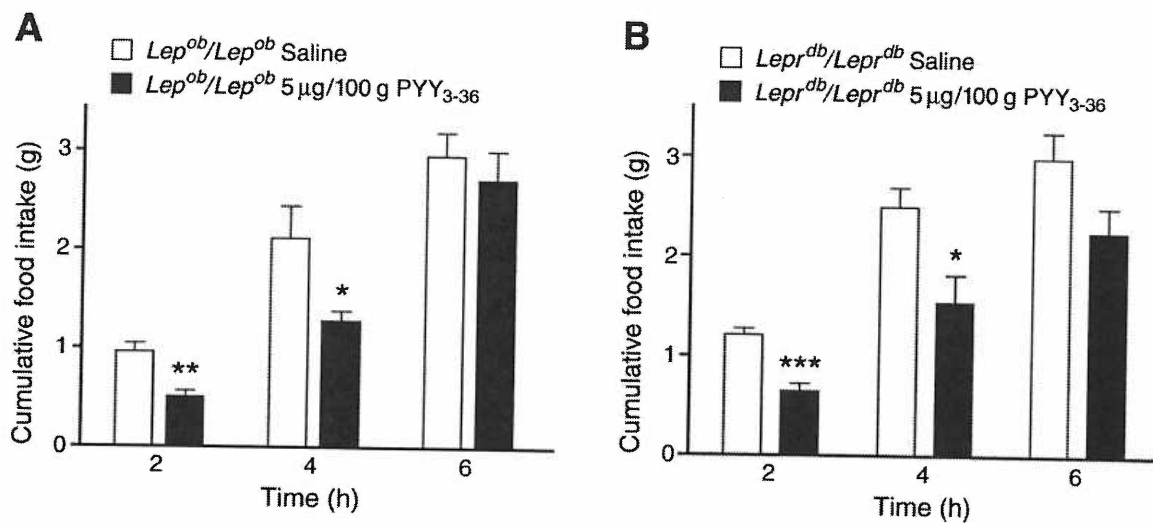 A
Lep^ob/Lep^ob Saline
Lep^ob/Lep^ob 5 μg/100 g PYY₃₋₃₆
Cumulative food intake (g)
3
2
1
0
**
*
2 4 6
Time (h)
B
Lepr^db/Lepr^db Saline
Lepr^db/Lepr^db 5 μg/100 g PYY₃₋₃₆
Cumulative food intake (g)
3
2
1
0
***
*
2 4 6
Time (h)